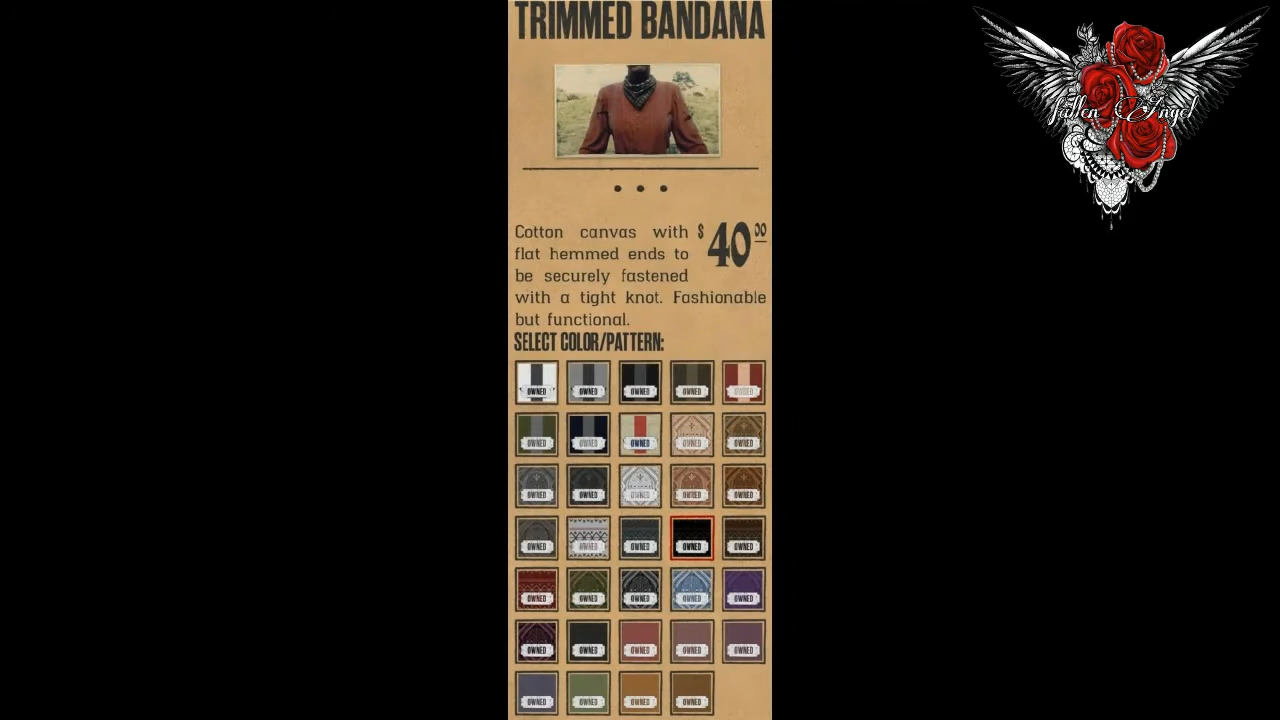 TRIMMED BANDANA
fallen Angel
Cotton canvas with
flat hemmed ends to
be securely fastened
with a tight knot. Fashionable
but functional.
$ 40 00
SELECT COLOR/PATTERN:
OWNED OWNED OWNED OWNED OWNED
OWNED OWNED OWNED OWNED OWNED
OWNED OWNED OWNED OWNED OWNED
OWNED OWNED OWNED OWNED OWNED
OWNED OWNED OWNED OWNED OWNED
OWNED OWNED OWNED OWNED OWNED
OWNED OWNED OWNED OWNED